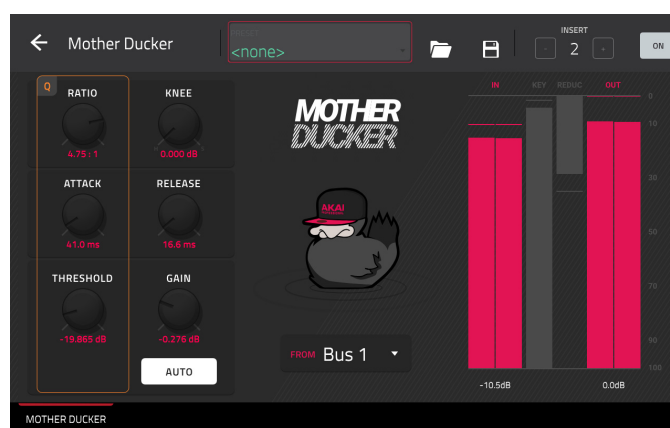 Mother Ducker
PRESET
<none>
INSERT
-
2
+
ON
Q
RATIO
4.75 : 1
KNEE
0.000 dB
ATTACK
41.0 ms
RELEASE
16.6 ms
THRESHOLD
-19.865 dB
GAIN
-0.276 dB
AUTO
MOTHER
DUCKER
AKAI
FROM Bus 1
IN
KEY
REDUC
OUT
0
10
20
50
70
90
100
-10.5dB
0.0dB
MOTHER DUCKER